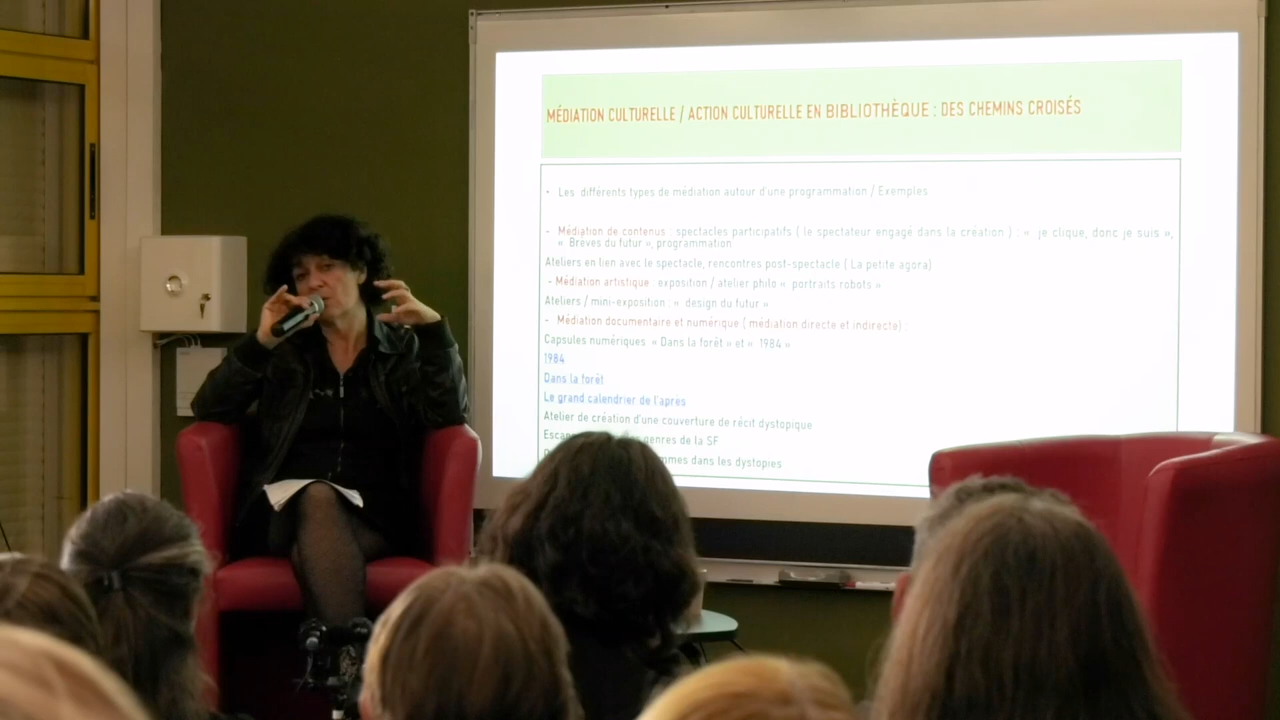 MÉDIATION CULTURELLE / ACTION CULTURELLE EN BIBLIOTHÈQUE : DES CHEMINS CROISÉS
• Les différents types de médiation autour d'une programmation / Exemples
- Médiation de contenus : spectacles participatifs ( le spectateur engagé dans la création ) : « je clique, donc je suis »,
« Brèves du futur », programmation
Ateliers en lien avec le spectacle, rencontres post-spectacle ( La petite agora)
- Médiation artistique : exposition / atelier philo « portraits robots »
Ateliers / mini-exposition : « design du futur »
- Médiation documentaire et numérique ( médiation directe et indirecte) :
Capsules numériques « Dans la forêt » et « 1984 »
1984
Dans la forêt
Le grand calendrier de l'apres
Atelier de création d'une couverture de récit dystopique
genres de la SF
dans les dystopies